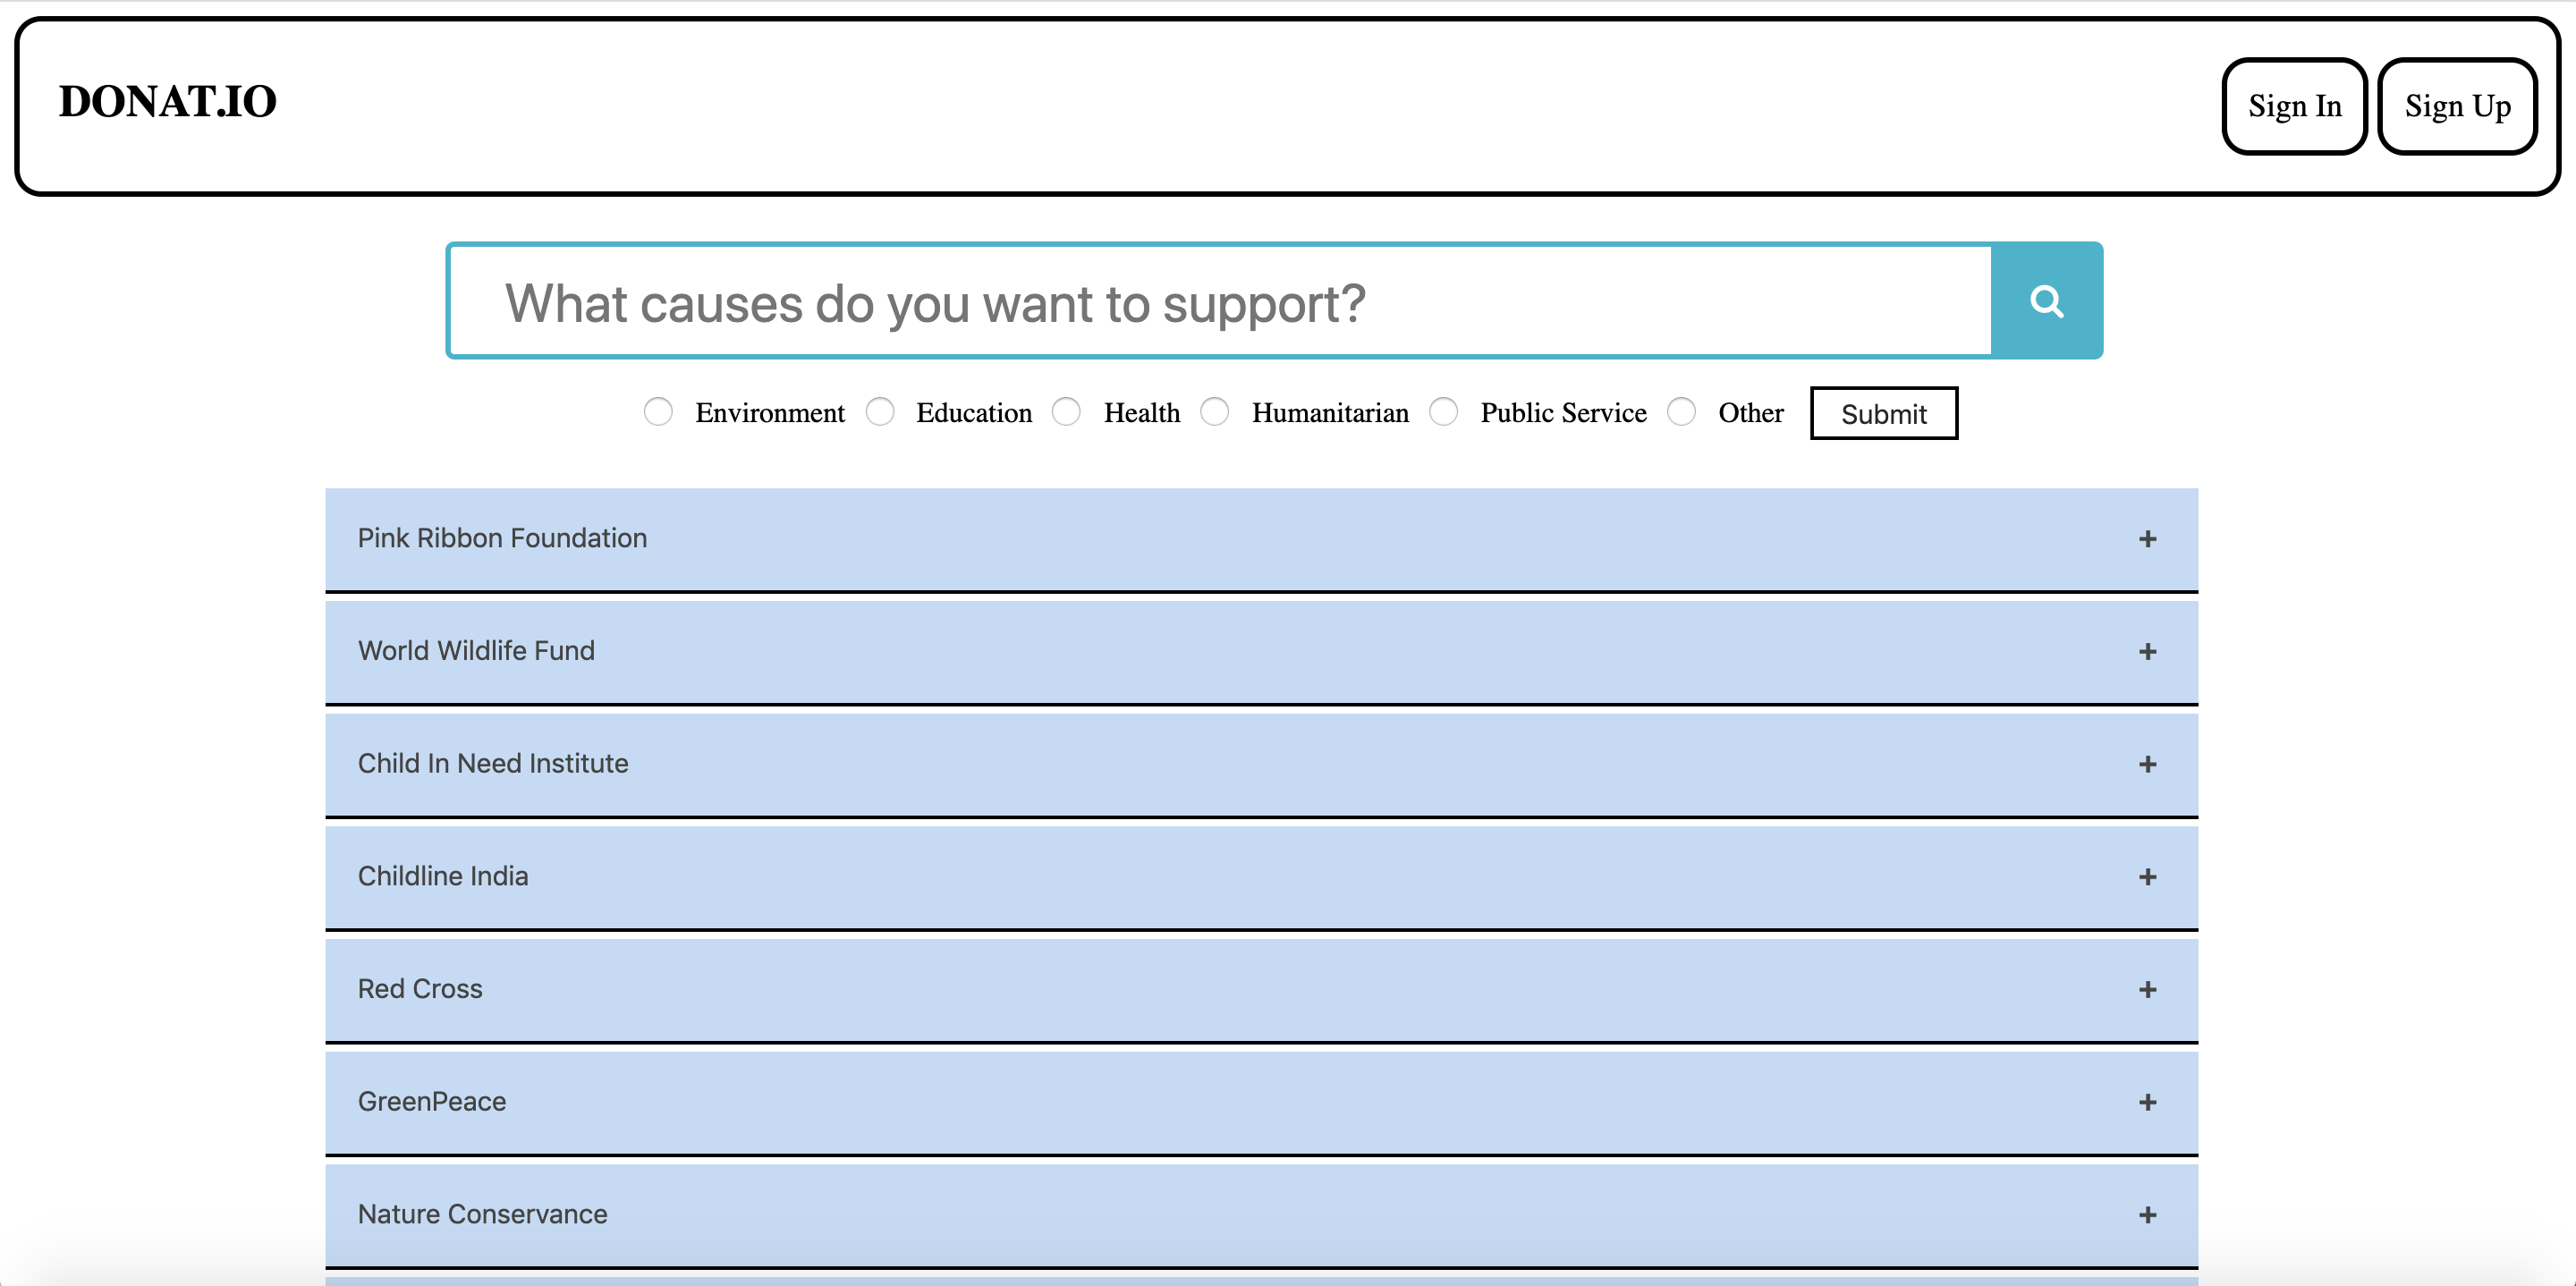 DONAT.IO
Sign In Sign Up
What causes do you want to support?
Environment Education Health Humanitarian Public Service Other Submit
Pink Ribbon Foundation +
World Wildlife Fund +
Child In Need Institute +
Childline India +
Red Cross +
GreenPeace +
Nature Conservance +